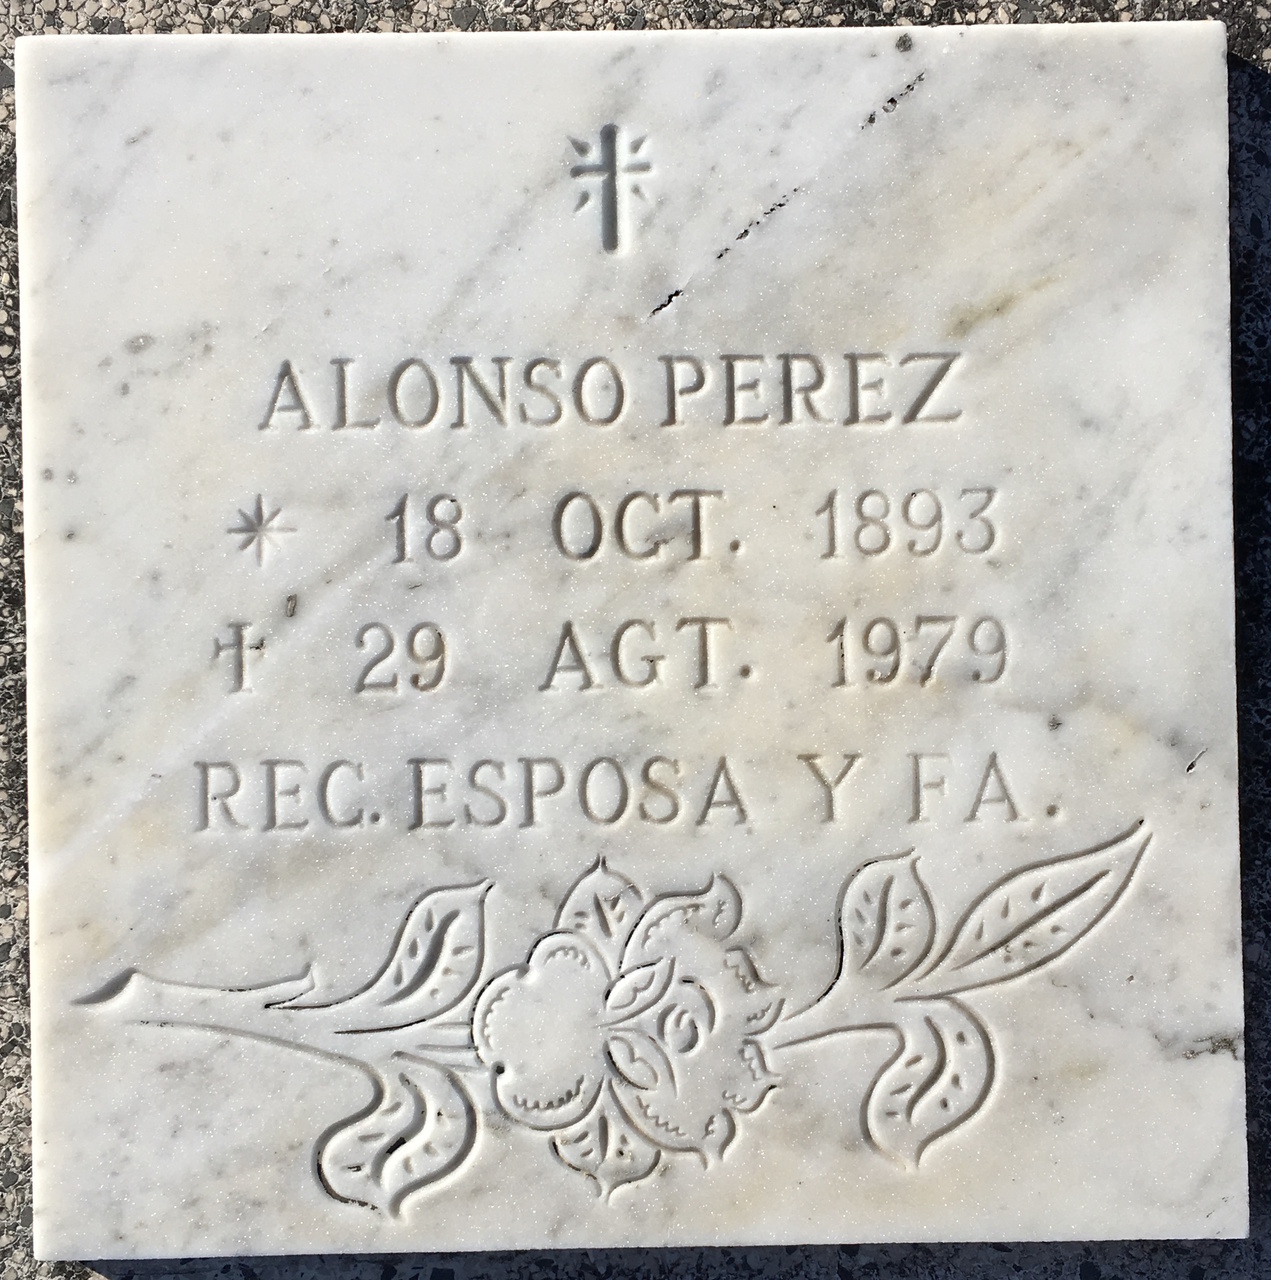 ALONSO PEREZ
* 18 OCT. 1893
† 29 AGT. 1979
REC. ESPOSA Y FA.